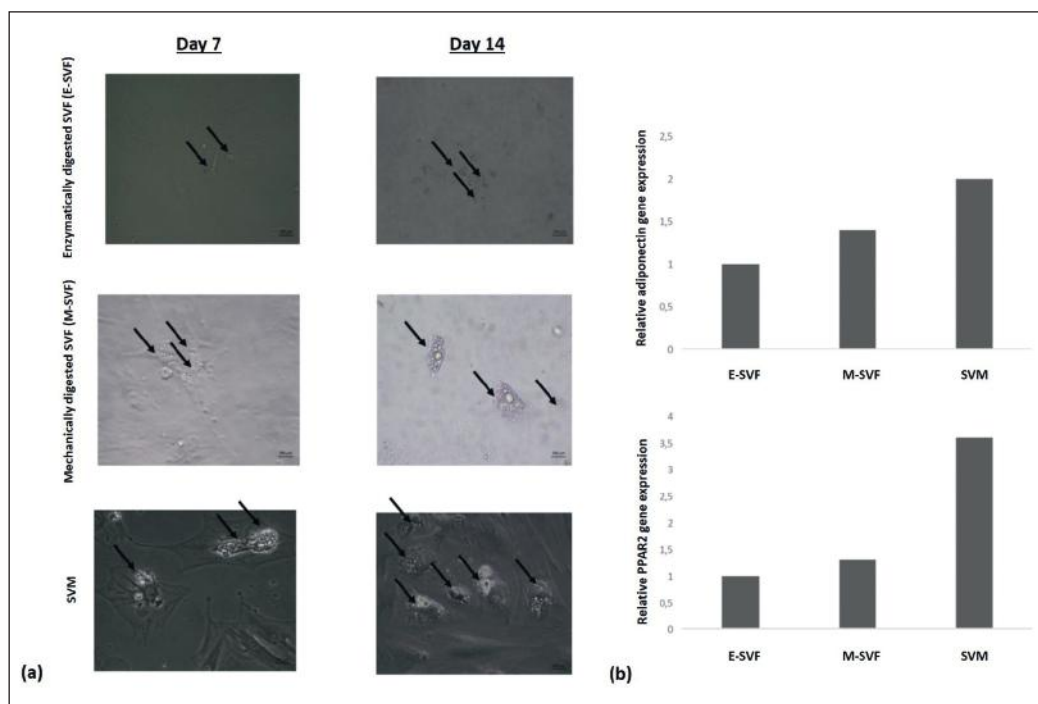 Day 7
Day 14
Enzymatically digested SVF (E-SVF)
Mechanically digested SVF (M-SVF)
SVM
(a)
Relative adiponectin gene expression
2,5
2
1,5
1
0,5
0
E-SVF
M-SVF
SVM
Relative PPAR2 gene expression
4
3,5
3
2,5
2
1,5
1
0,5
0
E-SVF
M-SVF
SVM
(b)